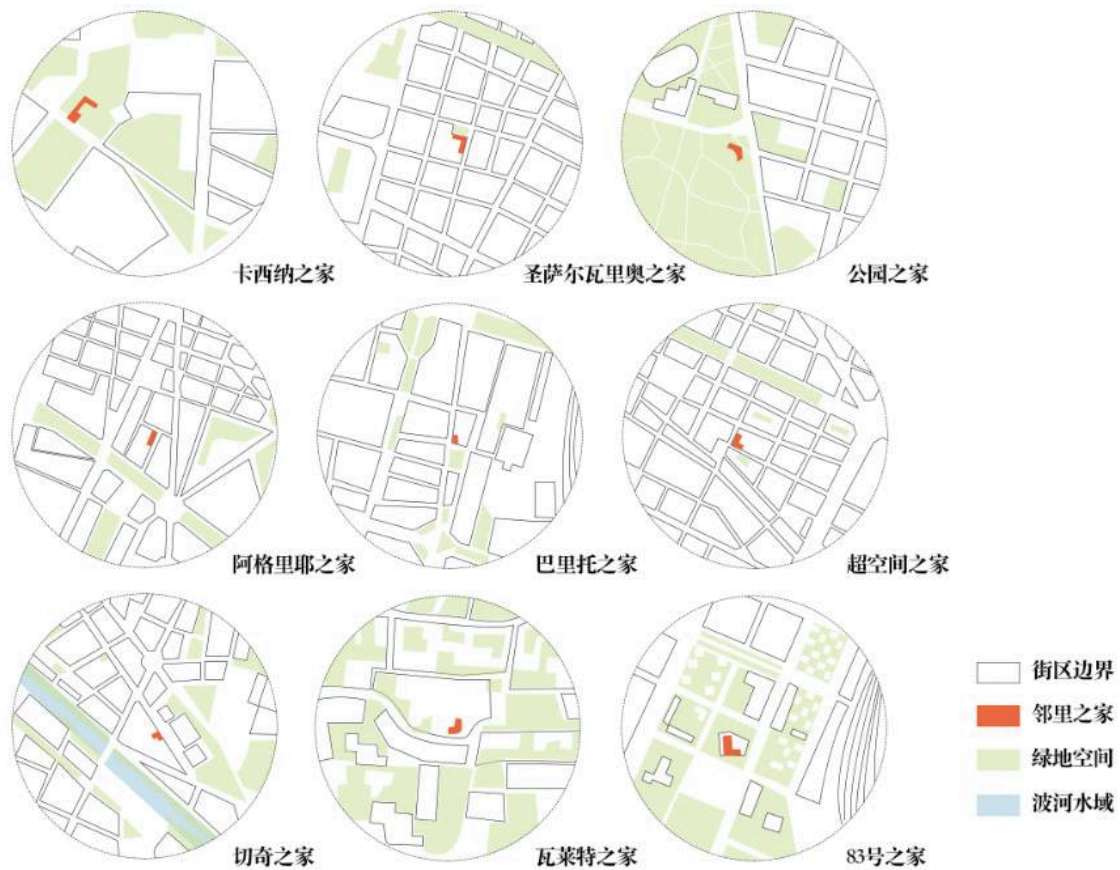 卡西纳之家
圣萨尔瓦里奥之家
公园之家
阿格里耶之家
巴里托之家
超空间之家
街区边界
邻里之家
绿地空间
波河水域
切奇之家
瓦莱特之家
83号之家